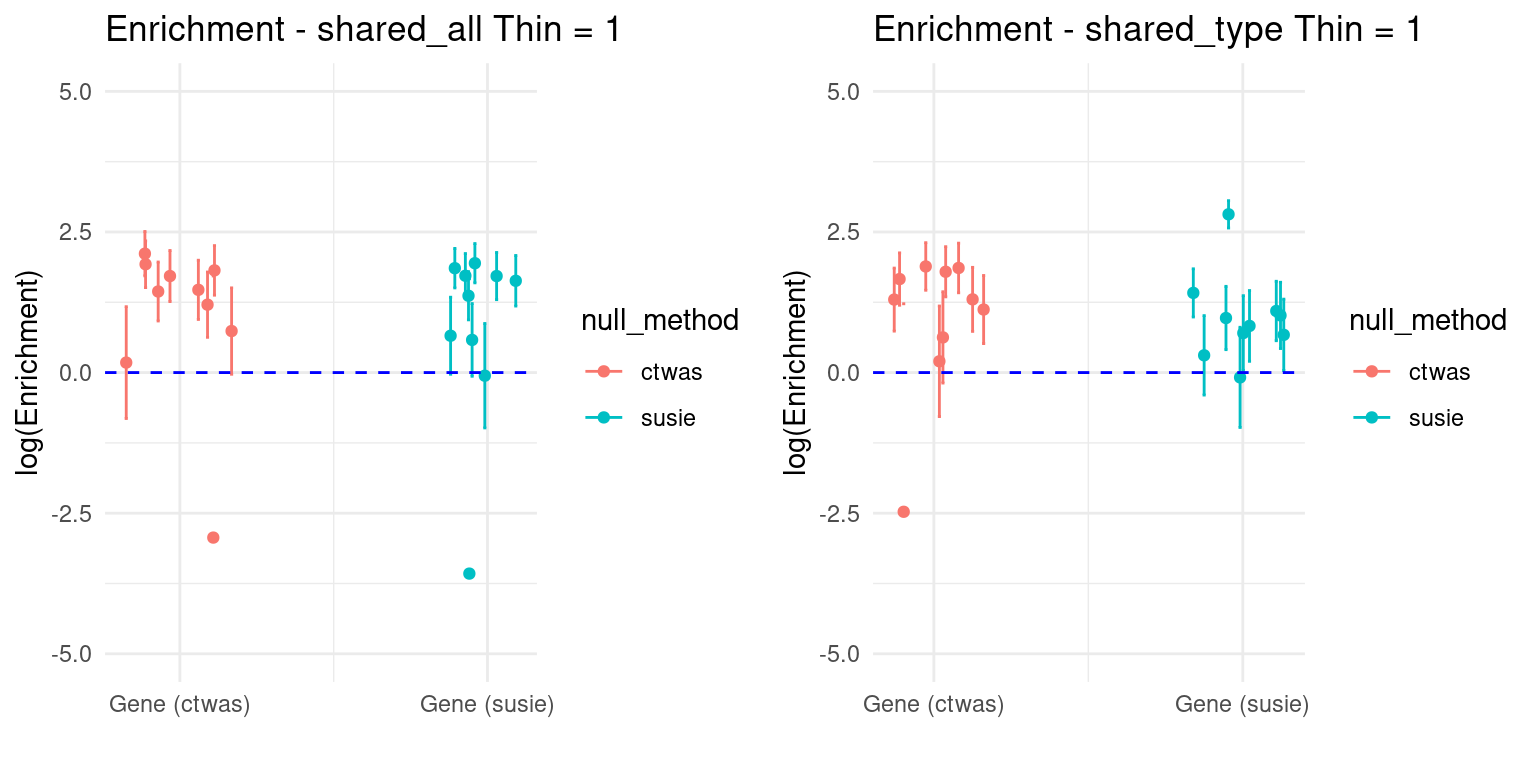 Enrichment - shared_all Thin = 1
5.0
2.5
0.0
-2.5
-5.0
log(Enrichment)
Gene (ctwas)
Gene (susie)
null_method
ctwas
susie
Enrichment - shared_type Thin = 1
5.0
2.5
0.0
-2.5
-5.0
log(Enrichment)
Gene (ctwas)
Gene (susie)
null_method
ctwas
susie